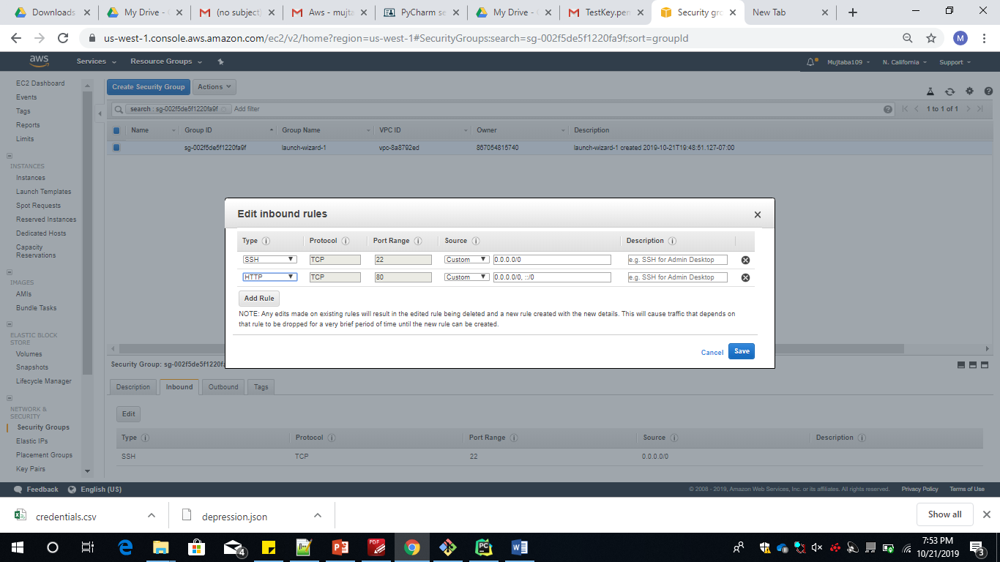 Downloads
My Drive -
(no subject)
Aws - mujta
PyCharm se
My Drive -
TestKey.pem
Security gro
New Tab
us-west-1.console.aws.amazon.com/ec2/v2/home?region=us-west-1#SecurityGroups:search=sg-002f5de5f1220fa9f;sort=groupId
M
aws
Services
Resource Groups
Mujtaba109
N. California
Support
EC2 Dashboard
Events
Tags
Reports
Limits
INSTANCES
Instances
Launch Templates
Spot Requests
Reserved Instances
Dedicated Hosts
Capacity
Reservations
IMAGES
AMIs
Bundle Tasks
ELASTIC BLOCK
STORE
Volumes
Snapshots
Lifecycle Manager
NETWORK &
SECURITY
Security Groups
Elastic IPs
Placement Groups
Key Pairs
Create Security Group Actions
search : sg-002f5de5f1220fa9f Add filter
1 to 1 of 1
Name Group ID Group Name VPC ID Owner Description
sg-002f5de5f1220fa9f launch-wizard-1 vpc-8a8792ed 867054815740 launch-wizard-1 created 2019-10-21T19:48:51.127-07:00
Edit inbound rules
Type Protocol Port Range Source Description
SSH TCP 22 Custom 0.0.0.0/0 e.g. SSH for Admin Desktop
HTTP TCP 80 Custom 0.0.0.0/0, ::/0 e.g. SSH for Admin Desktop
Add Rule
NOTE: Any edits made on existing rules will result in the edited rule being deleted and a new rule created with the new details. This will cause traffic that depends on
that rule to be dropped for a very brief period of time until the new rule can be created.
Cancel Save
Security Group: sg-002f5de5f1220f
Description Inbound Outbound Tags
Edit
Type Protocol Port Range Source Description
SSH TCP 22 0.0.0.0/0
Feedback English (US)
© 2008 - 2019, Amazon Web Services, Inc. or its affiliates. All rights reserved. Privacy Policy Terms of Use
credentials.csv
depression.json
Show all
4
7:53 PM
10/21/2019
3